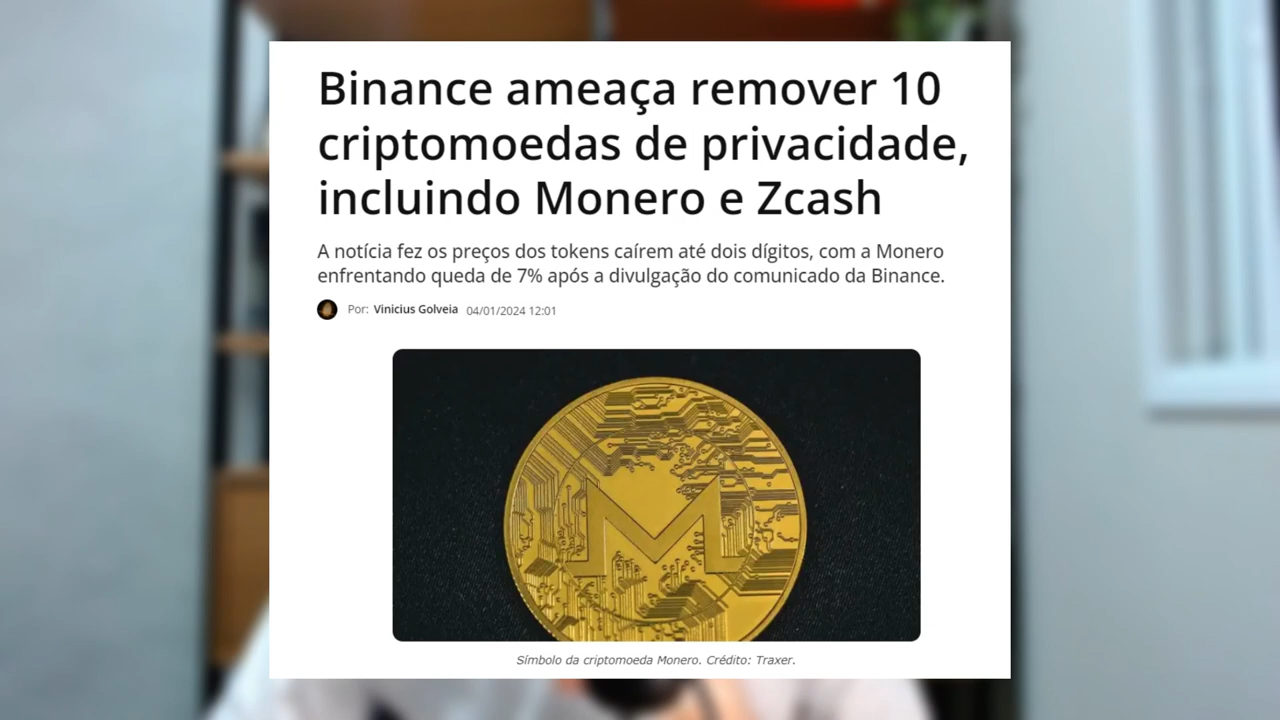 Binance ameaça remover 10
criptomoedas de privacidade,
incluindo Monero e Zcash
A notícia fez os preços dos tokens caírem até dois dígitos, com a Monero
enfrentando queda de 7% após a divulgação do comunicado da Binance.
Por: Vinicius Golveia 04/01/2024 12:01
Símbolo da criptomoeda Monero. Crédito: Traxer.